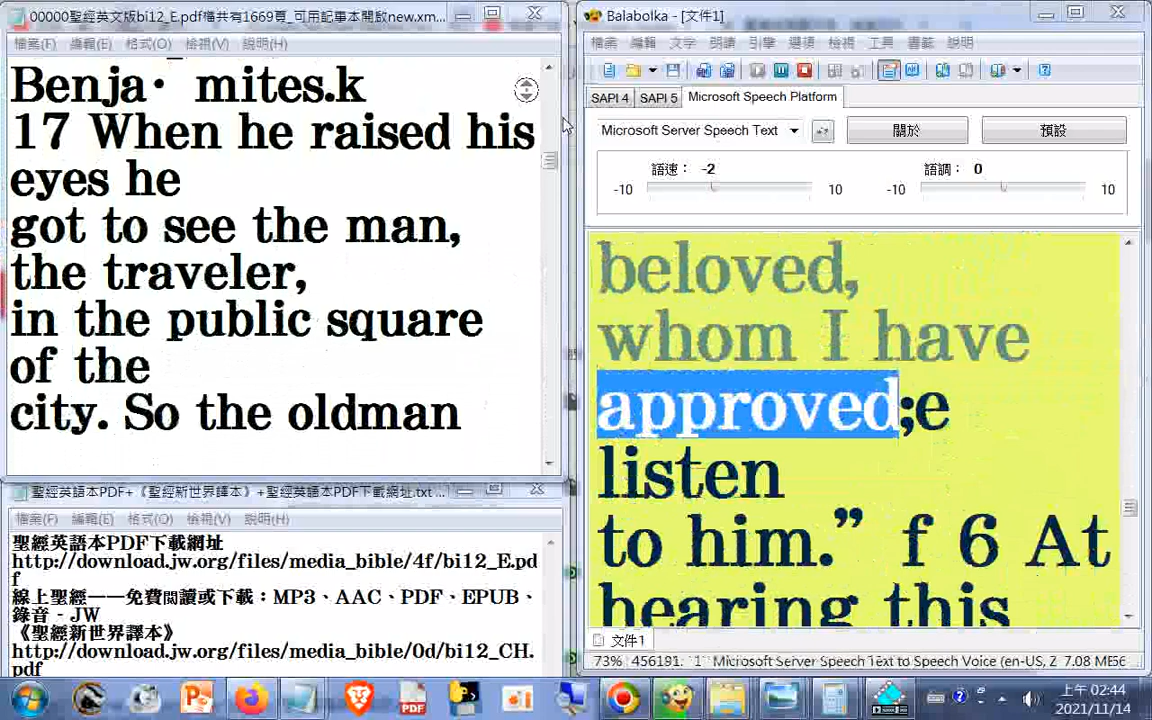 00000聖經英文版bi12_E.pdf檔共有1669頁_可用記事本開啟new.xm...
檔案(F) 編輯(E) 格式(O) 檢視(V) 說明(H)
Benja· mites.k
17 When he raised his
eyes he
got to see the man,
the traveler,
in the public square
of the
city. So the oldman
聖經英語本PDF+《聖經新世界譯本》+聖經英語本PDF下載網址.txt ...
檔案(F) 編輯(E) 格式(O) 檢視(V) 說明(H)
聖經英語本PDF下載網址
http://download.jw.org/files/media_bible/4f/bi12_E.pd
f
線上聖經——免費閱讀或下載：MP3、AAC、PDF、EPUB、
錄音 - JW
《聖經新世界譯本》
http://download.jw.org/files/media_bible/0d/bi12_CH.
pdf
Balabolka - [文件1]
檔案 編輯 文字 朗讀 引擎 選項 檢視 工具 書籤 說明
SAPI 4 SAPI 5 Microsoft Speech Platform
Microsoft Server Speech Text 關於 預設
語速： -2 語調： 0
-10 10 -10 10
beloved,
whom I have
approved;e
listen
to him.” f 6 At
hearing this
文件1
73% 456191. 1 Microsoft Server Speech Text to Speech Voice (en-US, Z 7.08 ME56
上午 02:44
2021/11/14